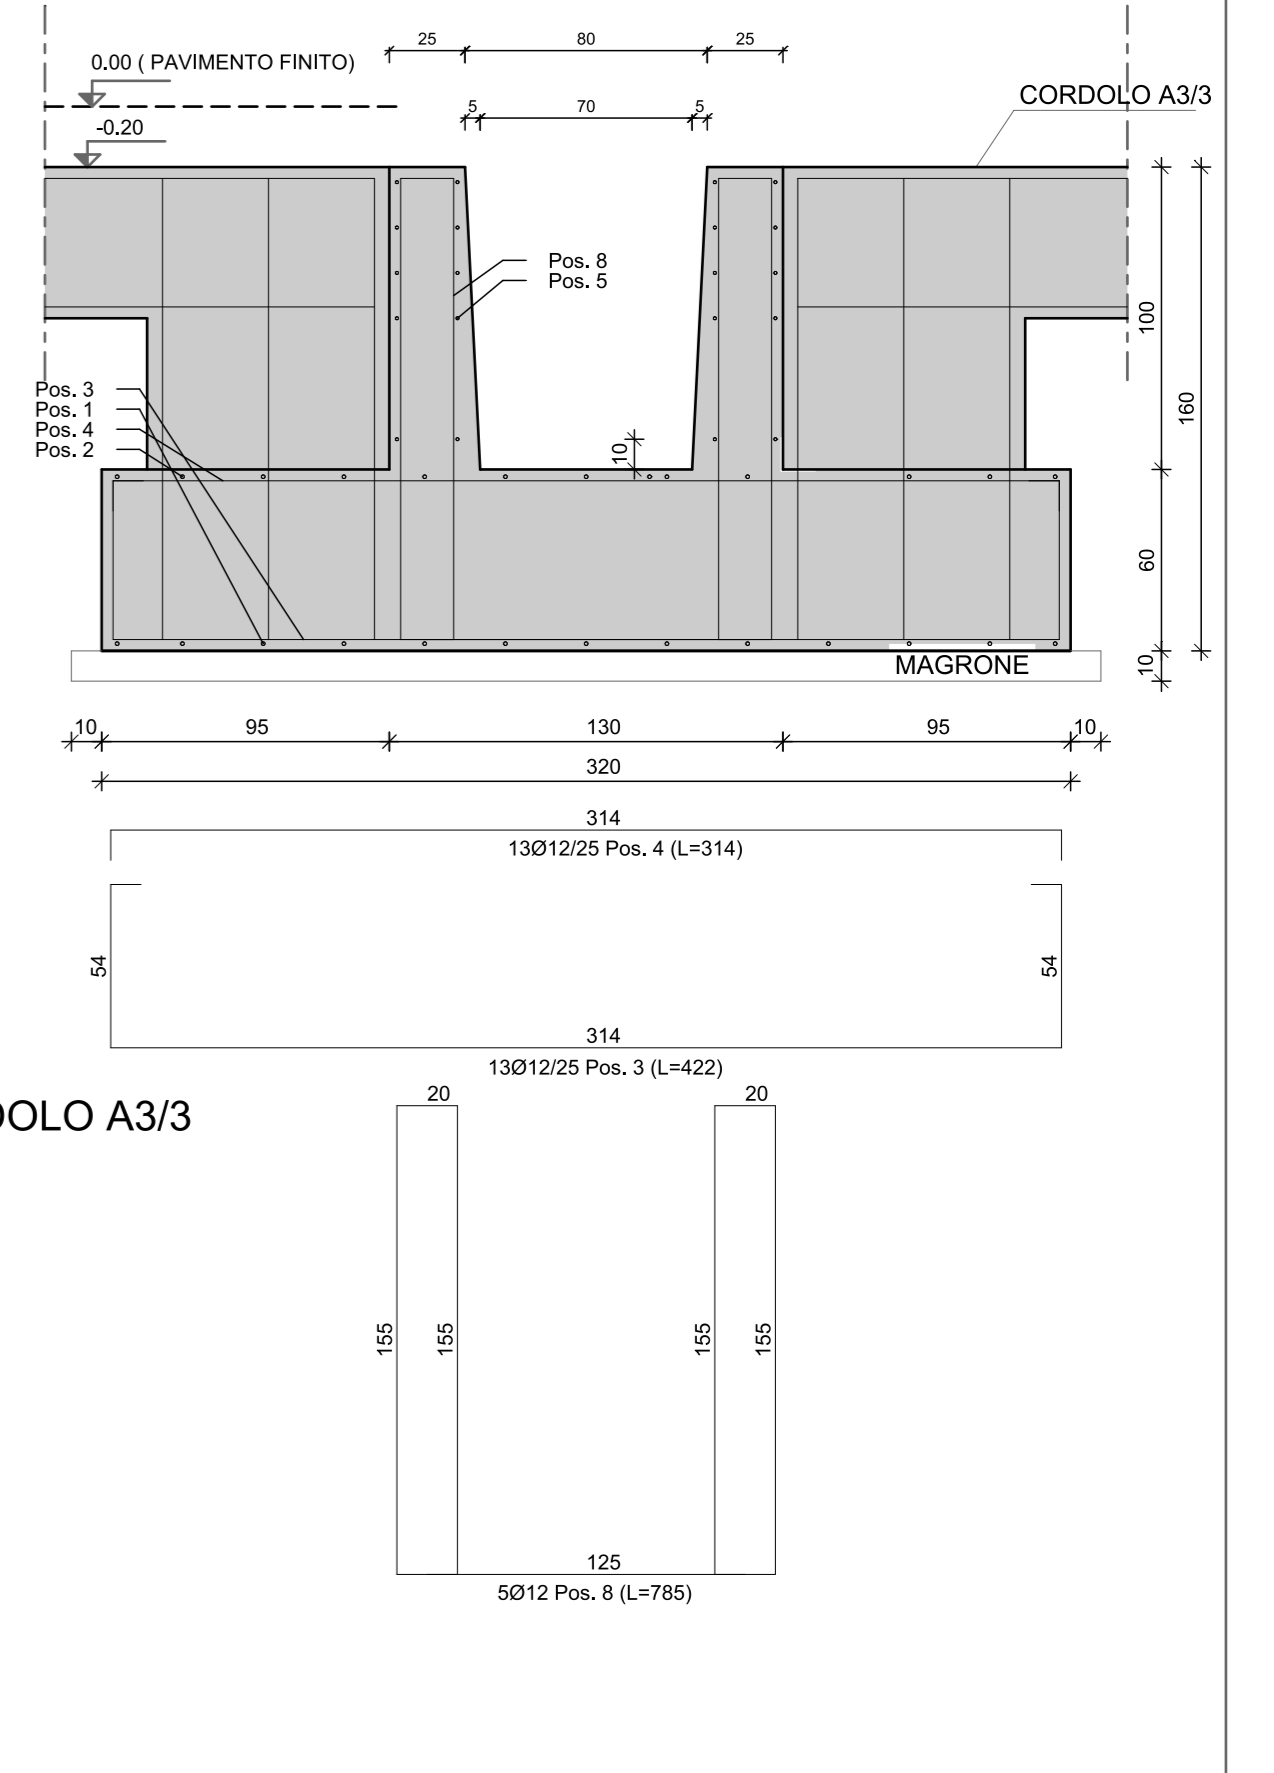 25 80 25
0.00 ( PAVIMENTO FINITO)
CORDOLO A3/3
5 70 5
-0.20
Pos. 8
Pos. 5
100
160
Pos. 3
Pos. 1
Pos. 4
Pos. 2
10
60
MAGRONE
10
10 95 130 95 10
320
314
13Ø12/25 Pos. 4 (L=314)
54 54
314
13Ø12/25 Pos. 3 (L=422)
20 20
DOLO A3/3
155 155 155 155
125
5Ø12 Pos. 8 (L=785)